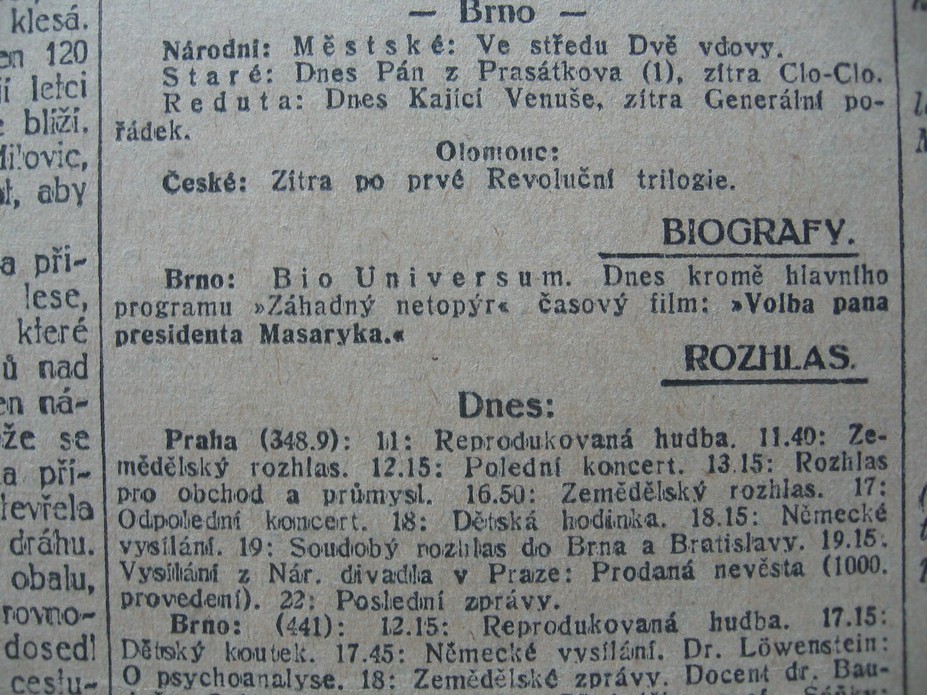 klesá.
120
letci
blíží.
Milovic,
aby
a při-
lese,
které
ů nad
en ná-
že se
a při-
tevřela
dráhu.
obalu,
rovno-
dosedl
cestu-
— Brno —
Národní: Městské: Ve středu Dvě vdovy.
Staré: Dnes Pán z Prasátkova (1), zítra Clo-Clo.
Reduta: Dnes Kající Venuše, zítra Generální po-
řádek.
Olomouc:
České: Zítra po prvé Revoluční trilogie.
BIOGRAFY.
Brno: Bio Universum. Dnes kromě hlavního
programu »Záhadný netopýr« časový film: »Volba pana
presidenta Masaryka.«
ROZHLAS.
Dnes:
Praha (348.9): 11: Reprodukovaná hudba. 11.40: Ze-
mědělský rozhlas. 12.15: Polední koncert. 13.15: Rozhlas
pro obchod a průmysl. 16.50: Zemědělský rozhlas. 17:
Odpolední koncert. 18: Dětská hodinka. 18.15: Německé
vysílání. 19: Soudobý rozhlas do Brna a Bratislavy. 19.15:
Vysílání z Nár. divadla v Praze: Prodaná nevěsta (1000.
provedení). 22: Poslední zprávy.
Brno: (441): 12.15: Reprodukovaná hudba. 17.15:
Dětský koutek. 17.45: Německé vysílání. Dr. Löwenstein:
O psychoanalyse. 18: Zemědělské zprávy. Docent dr. Bau-